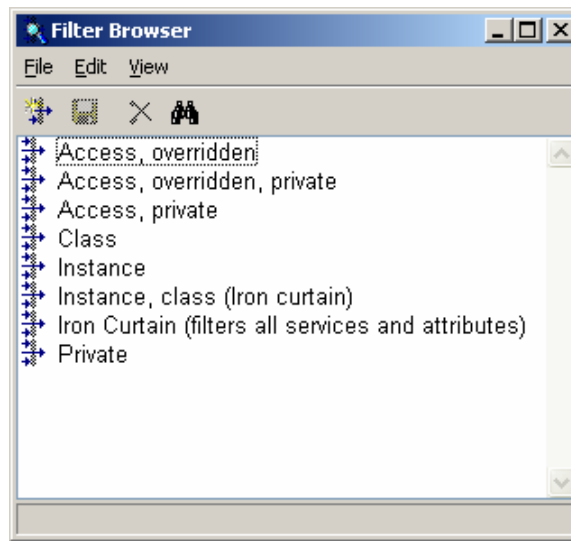 Filter Browser
File Edit View
Access, overridden
Access, overridden, private
Access, private
Class
Instance
Instance, class (Iron curtain)
Iron Curtain (filters all services and attributes)
Private